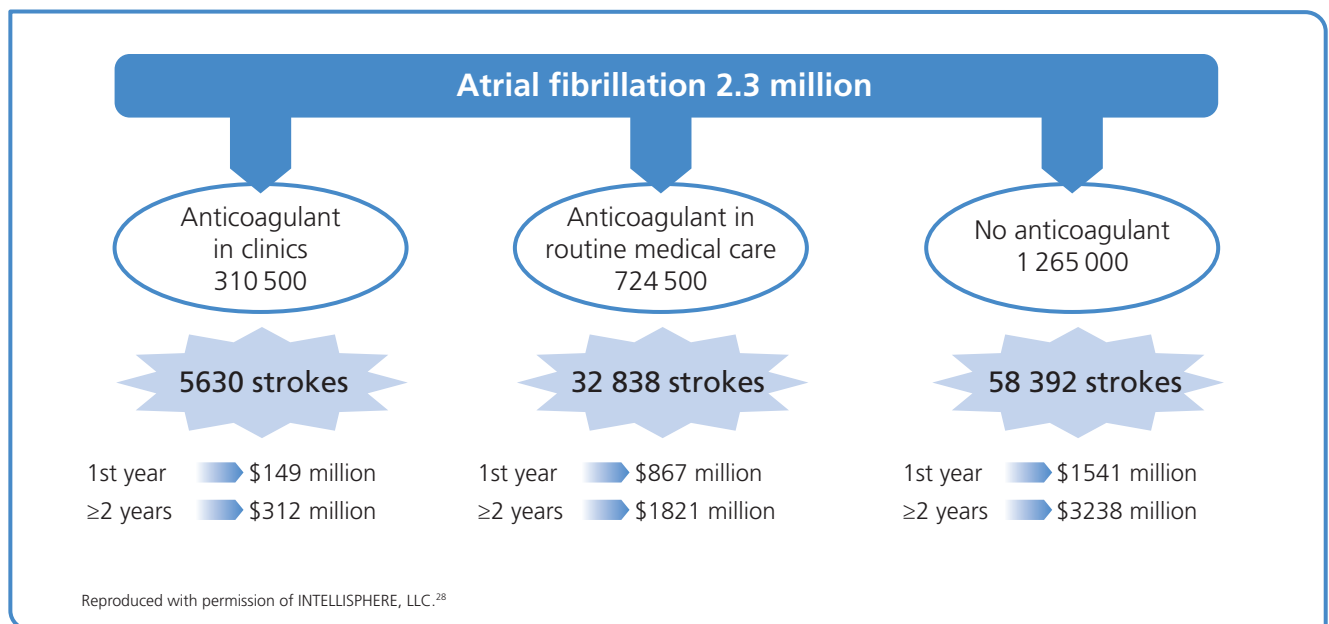 Atrial fibrillation 2.3 million
Anticoagulant
in clinics
310 500
Anticoagulant in
routine medical care
724 500
No anticoagulant
1 265 000
5630 strokes
32 838 strokes
58 392 strokes
1st year $149 million
≥2 years $312 million
1st year $867 million
≥2 years $1821 million
1st year $1541 million
≥2 years $3238 million
Reproduced with permission of INTELLISPHERE, LLC.28